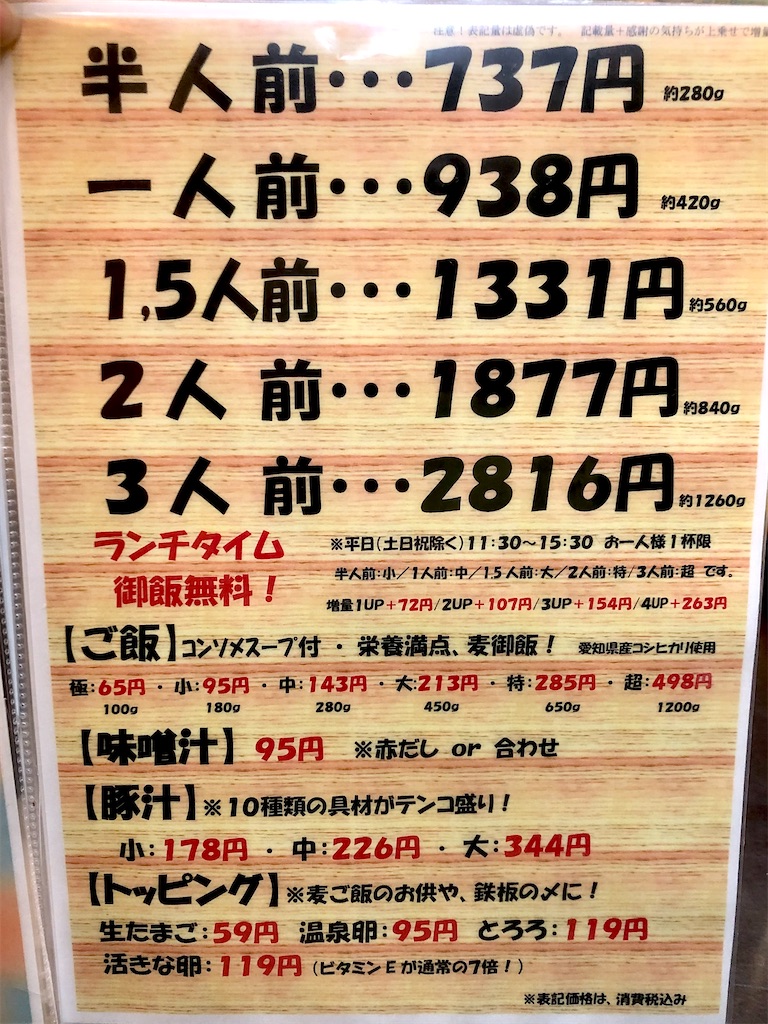 注意！表記量は虚偽です。 記載量＋感謝の気持ちが上乗せで増量
半人前・・・737円 約280g
一人前・・・938円 約420g
1,5人前・・・1331円 約560g
2人前・・・1877円 約840g
3人前・・・2816円 約1260g
ランチタイム ※平日(土日祝除く)11:30～15:30 お一人様1杯限
御飯無料！ 半人前:小／1人前:中／1.5人前:大／2人前:特／3人前:超 です。
増量1UP＋72円/2UP＋107円/3UP＋154円/4UP＋263円
【ご飯】コンソメスープ付 ・ 栄養満点、麦御飯！ 愛知県産コシヒカリ使用
極:65円 ・ 小:95円 ・ 中:143円 ・ 大:213円 ・ 特:285円 ・ 超:498円
100g 180g 280g 450g 650g 1200g
【味噌汁】 95円 ※赤だし or 合わせ
【豚汁】※10種類の具材がテンコ盛り！
小:178円 ・ 中:226円 ・ 大:344円
【トッピング】※麦ご飯のお供や、鉄板の〆に！
生たまご:59円 温泉卵:95円 とろろ:119円
活きな卵:119円 (ビタミンEが通常の7倍！)
※表記価格は、消費税込み